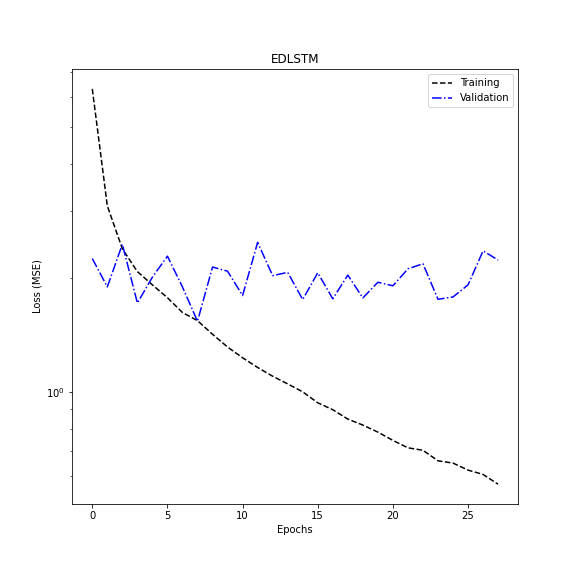 EDLSTM
Training
Validation
Loss (MSE)
10⁰
0 5 10 15 20 25
Epochs